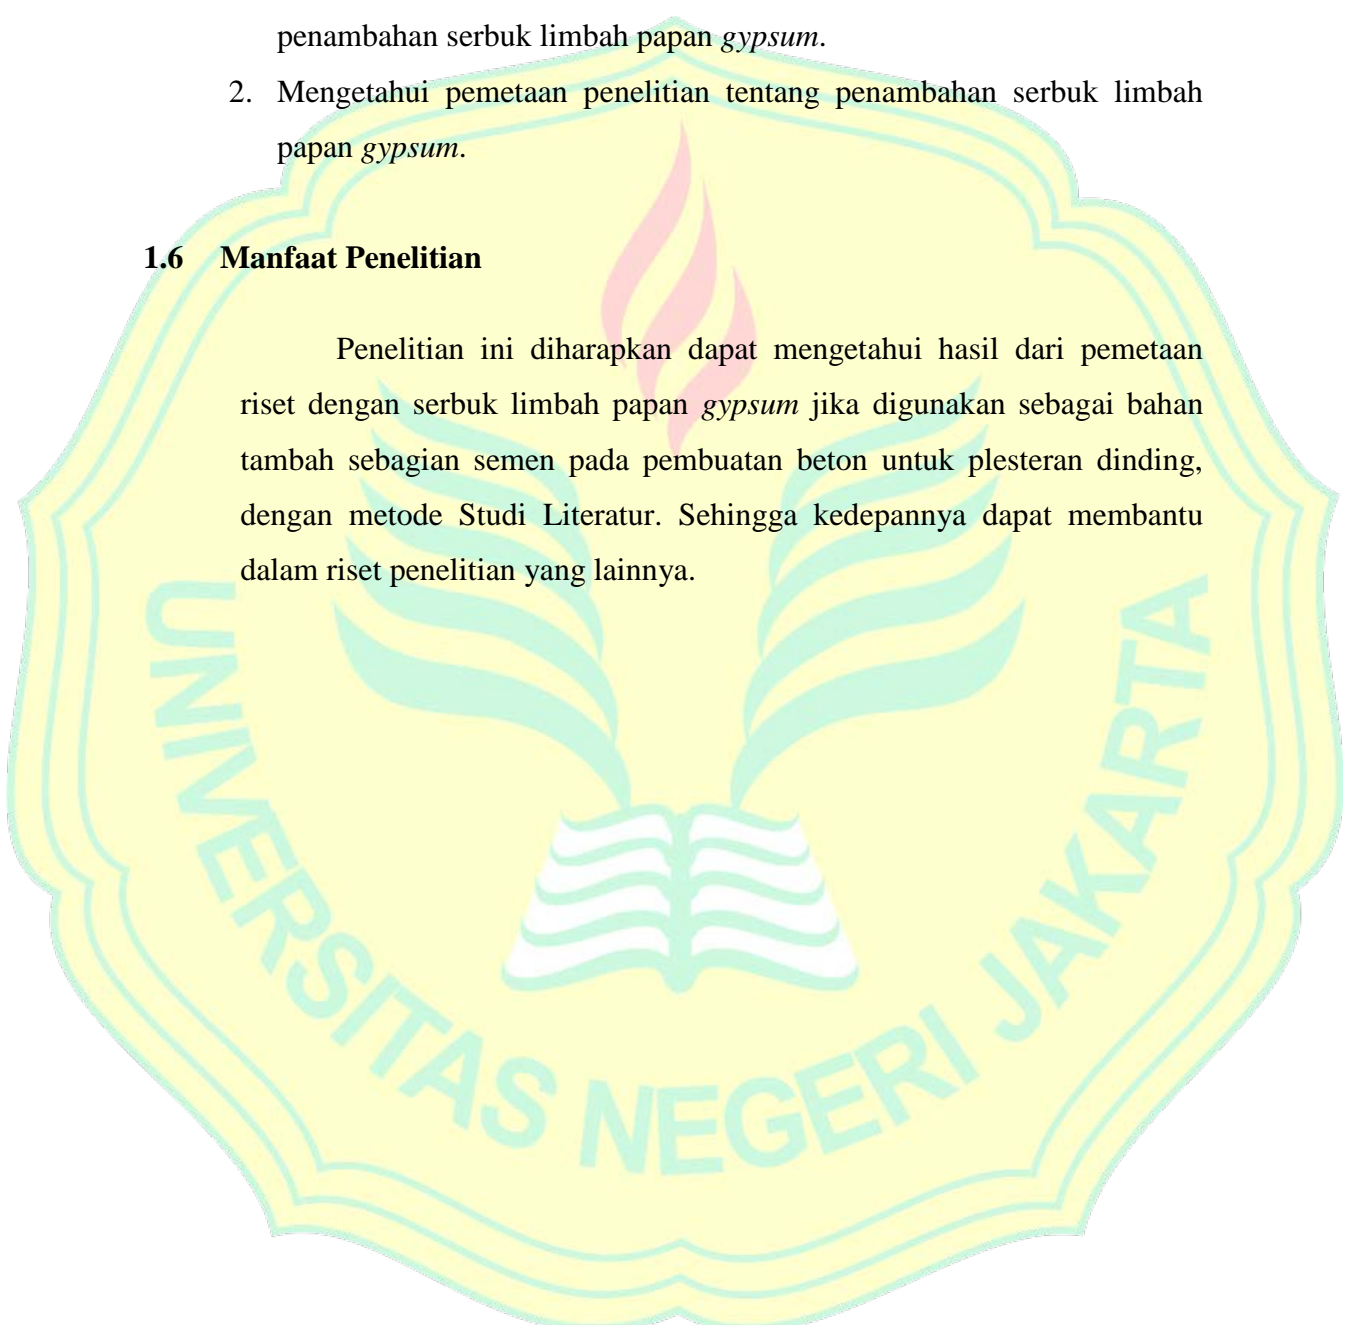 penambahan serbuk limbah papan gypsum.
2. Mengetahui pemetaan penelitian tentang penambahan serbuk limbah
papan gypsum.
1.6 Manfaat Penelitian
Penelitian ini diharapkan dapat mengetahui hasil dari pemetaan
riset dengan serbuk limbah papan gypsum jika digunakan sebagai bahan
tambah sebagian semen pada pembuatan beton untuk plesteran dinding,
dengan metode Studi Literatur. Sehingga kedepannya dapat membantu
dalam riset penelitian yang lainnya.
UNIVERSITAS NEGERI JAKARTA